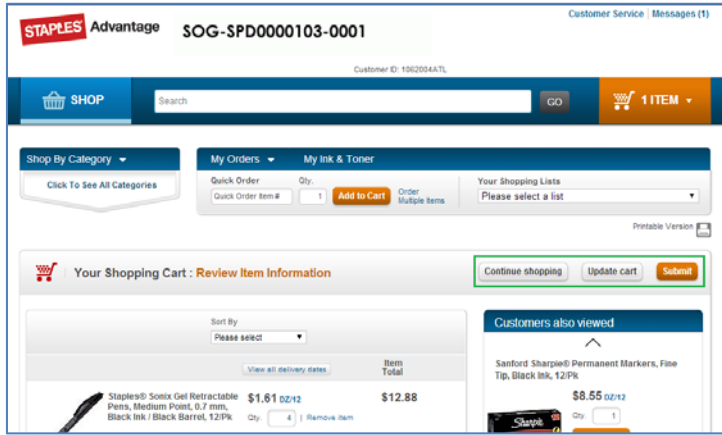 Customer Service | Messages (1)
STAPLES Advantage
SOG-SPD0000103-0001
Customer ID: 1062004ATL
SHOP
Search
GO
1 ITEM
Shop By Category
Click To See All Categories
My Orders
My Ink & Toner
Quick Order
Qty.
Quick Order Item #
1
Add to Cart
Order
Multiple Items
Your Shopping Lists
Please select a list
Printable Version
Your Shopping Cart : Review Item Information
Continue shopping
Update cart
Submit
Sort By
Please select
View all delivery dates
Item
Total
Staples® Sonix Gel Retractable
Pens, Medium Point, 0.7 mm,
Black Ink / Black Barrel, 12/Pk
$1.61 DZ/12
Qty. 4 | Remove item
$12.88
Customers also viewed
Sanford Sharpie® Permanent Markers, Fine
Tip, Black Ink, 12/Pk
Sharpie
$8.55 DZ/12
Qty 1